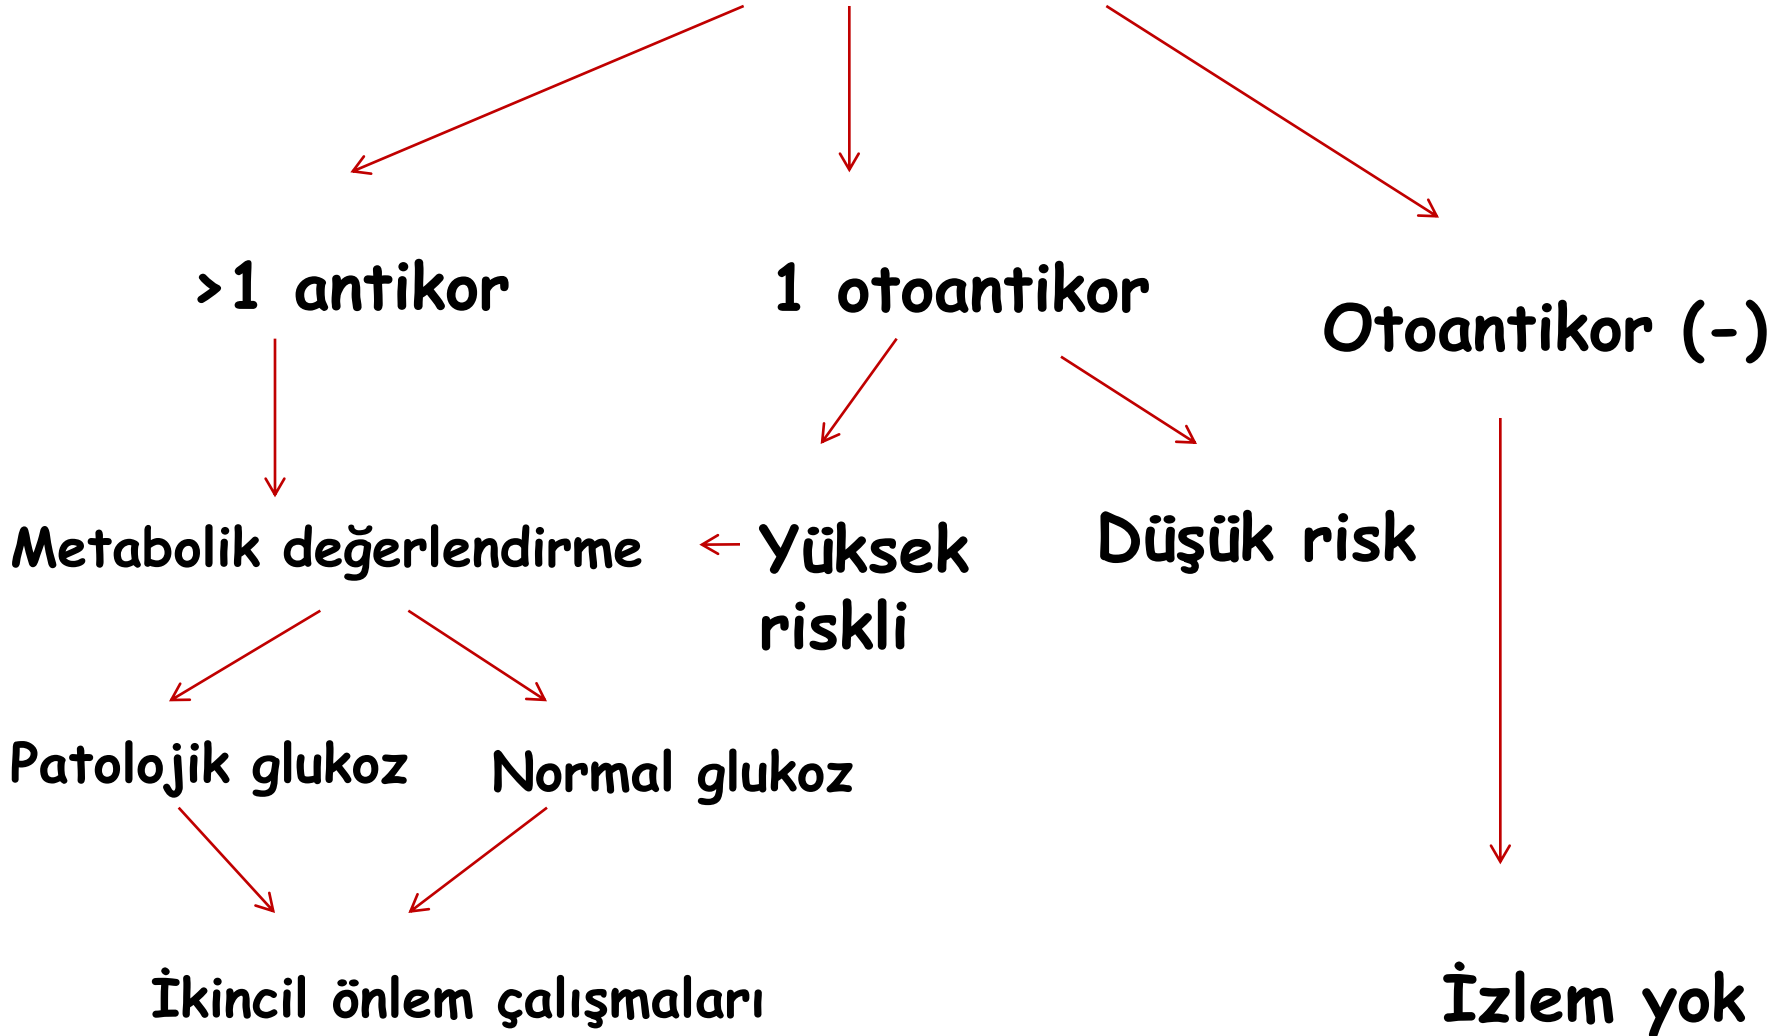 >1 antikor
1 otoantikor
Otoantikor (-)
Metabolik değerlendirme
Yüksek
riskli
Düşük risk
Patolojik glukoz
Normal glukoz
İkincil önlem çalışmaları
İzlem yok